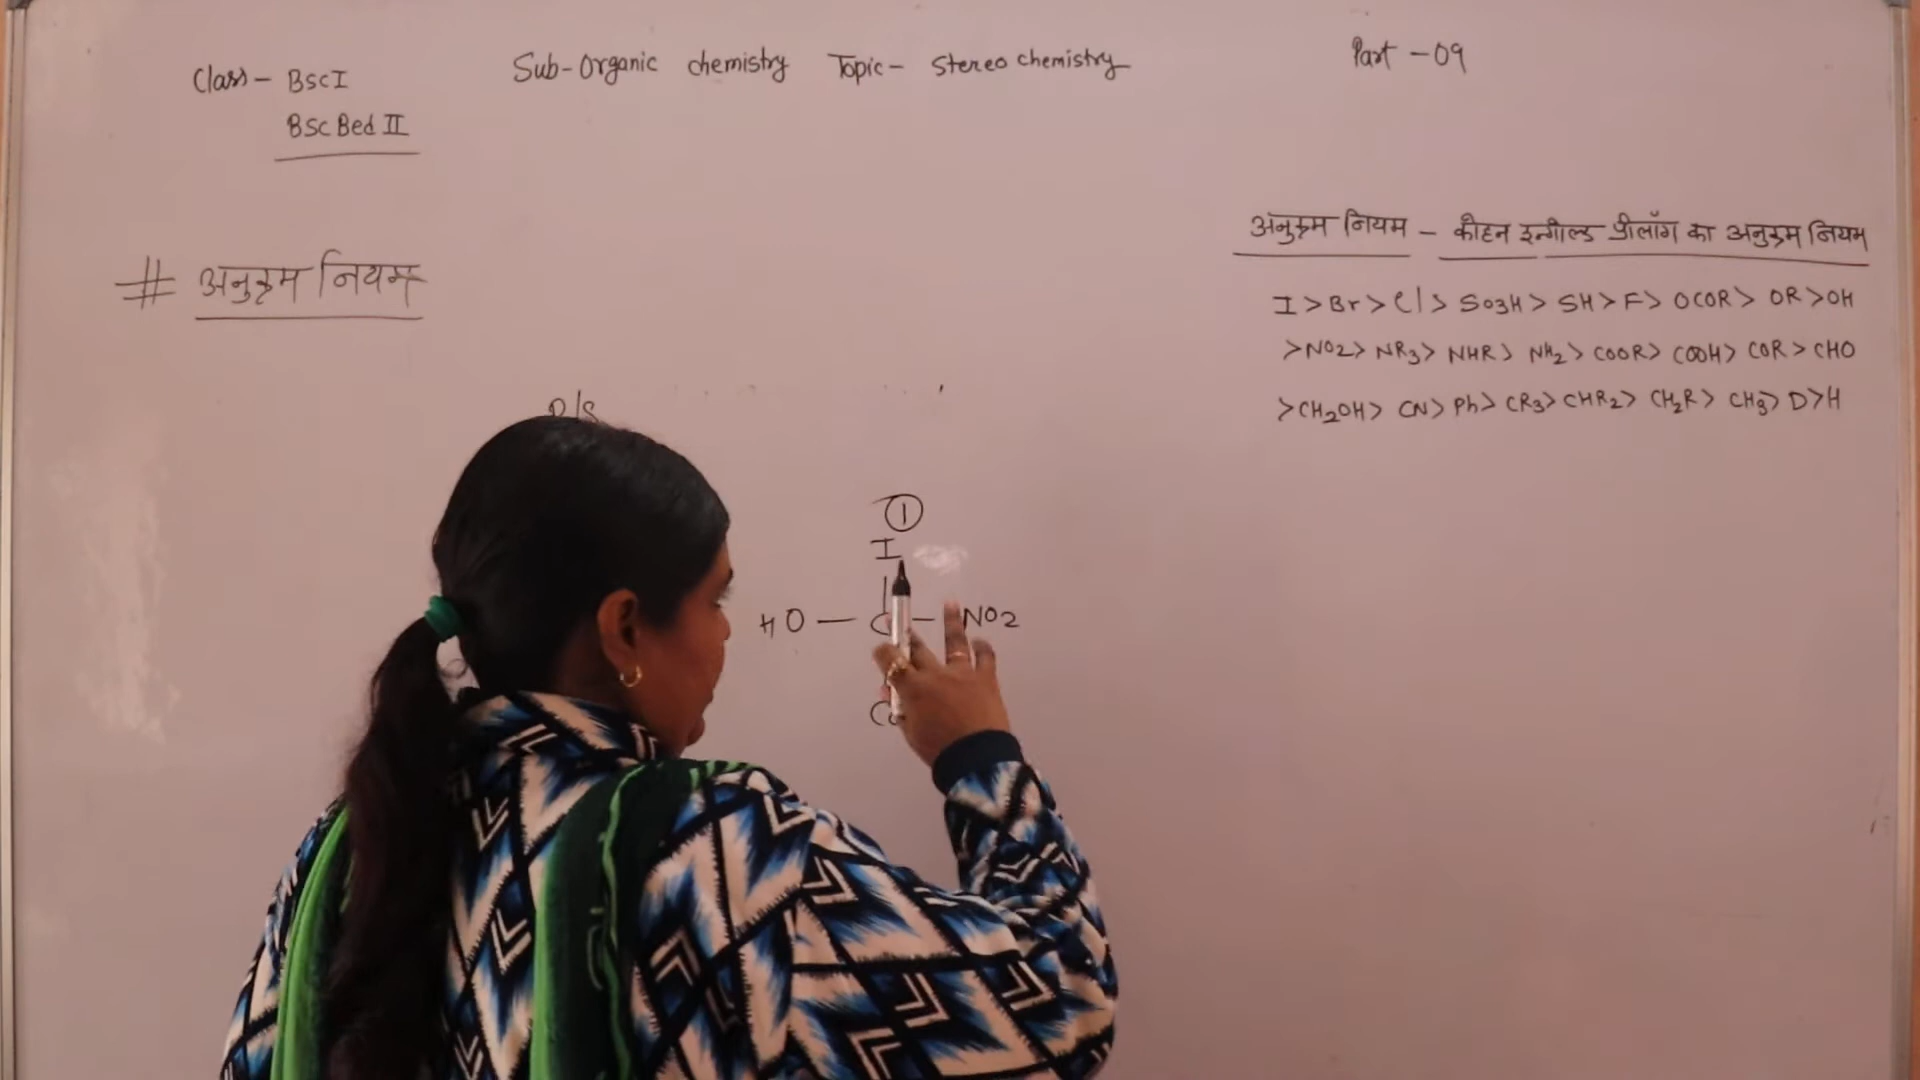 Class - BSc I
BSc Bed II
Sub-Organic chemistry Topic - Stereo chemistry
Part - 09
# अनुक्रम नियम
अनुक्रम नियम - कॉहन इन्गोल्ड प्रीलॉग का अनुक्रम नियम
I > Br > Cl > SO3H > SH > F > OCOR > OR > OH
> NO2 > NR3 > NHR > NH2 > COOR > COOH > COR > CHO
> CH2OH > CN > Ph > CR3 > CHR2 > CH2R > CH3 > D > H
R/S
1
I
HO - C - NO2